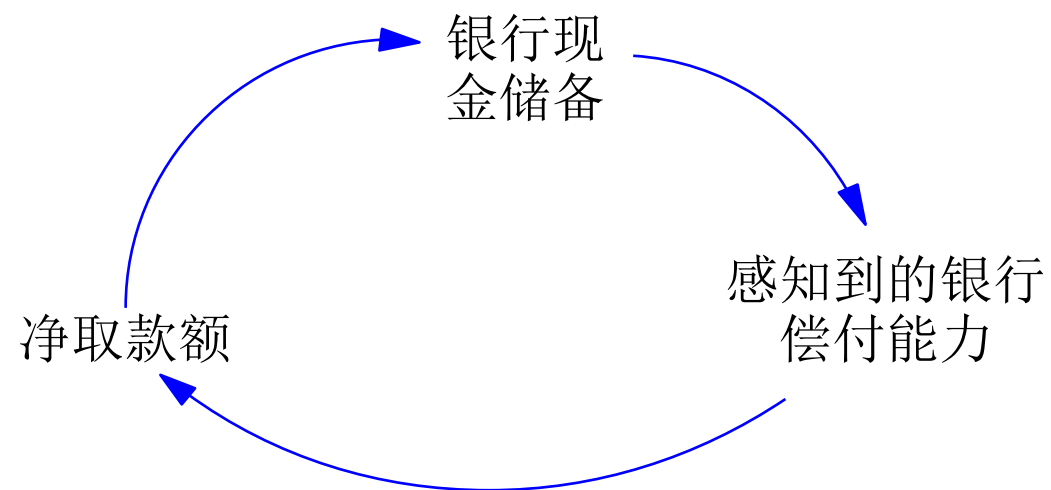 银行现
金储备
感知到的银行
偿付能力
净取款额